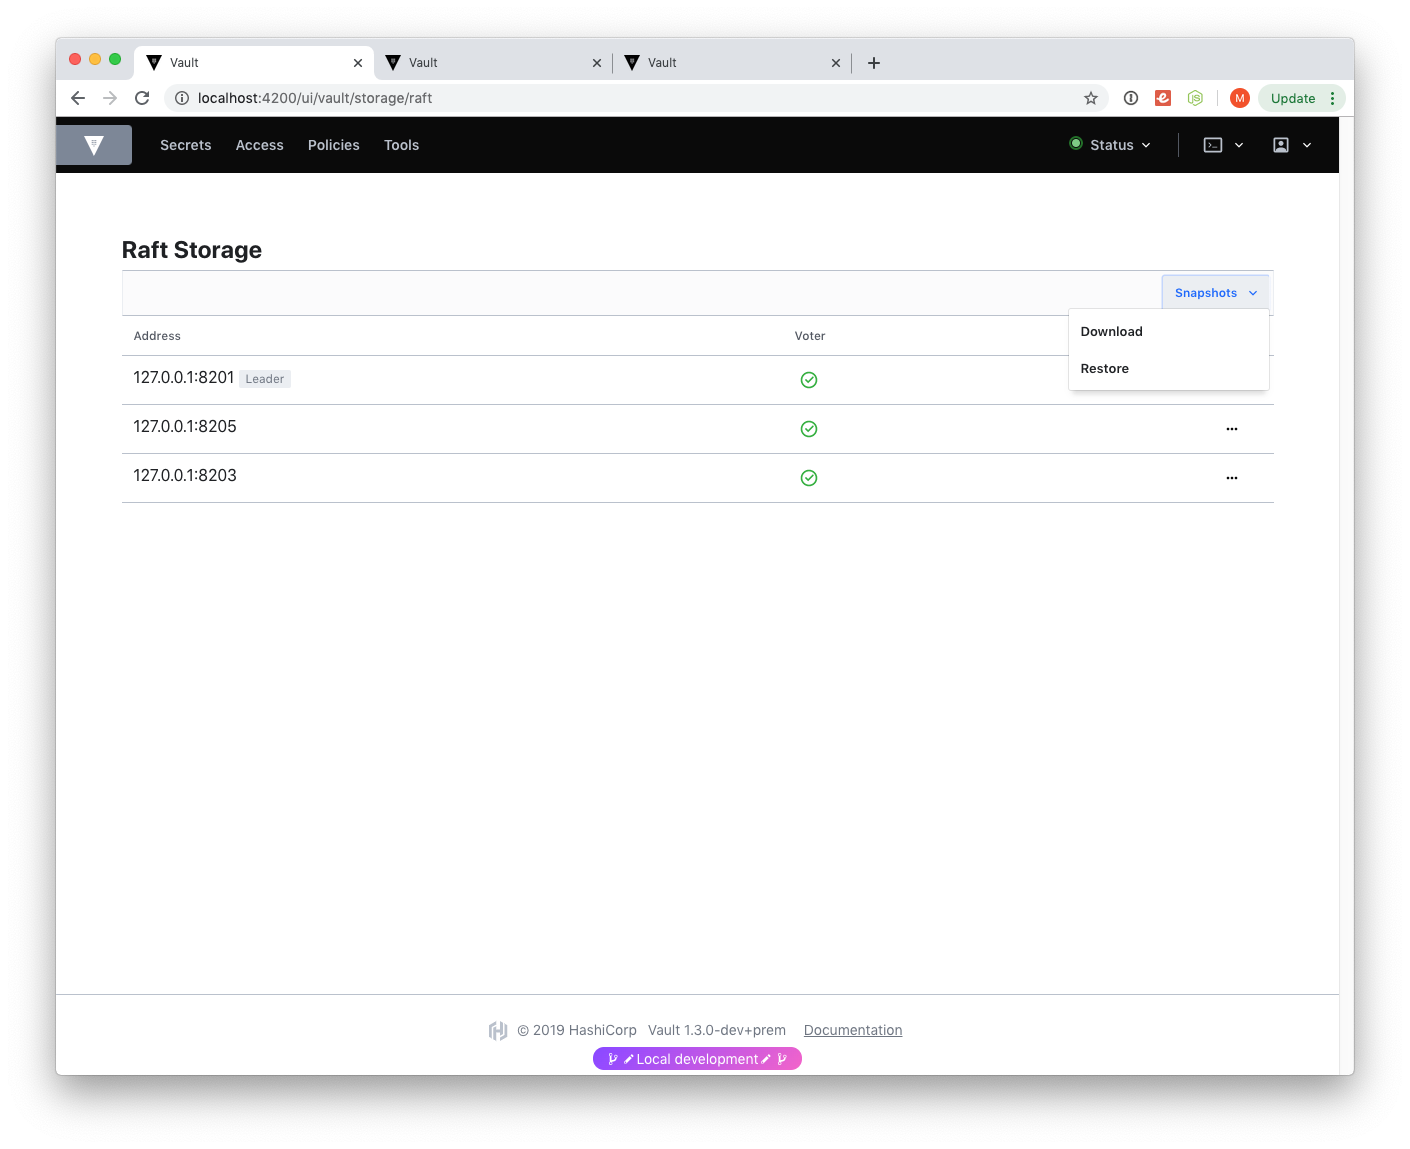 Vault
Vault
Vault
localhost:4200/ui/vault/storage/raft
M
Update
Secrets Access Policies Tools
Status
Raft Storage
Snapshots
Download
Restore
Address Voter
127.0.0.1:8201 Leader
127.0.0.1:8205
127.0.0.1:8203
© 2019 HashiCorp Vault 1.3.0-dev+prem Documentation
Local development